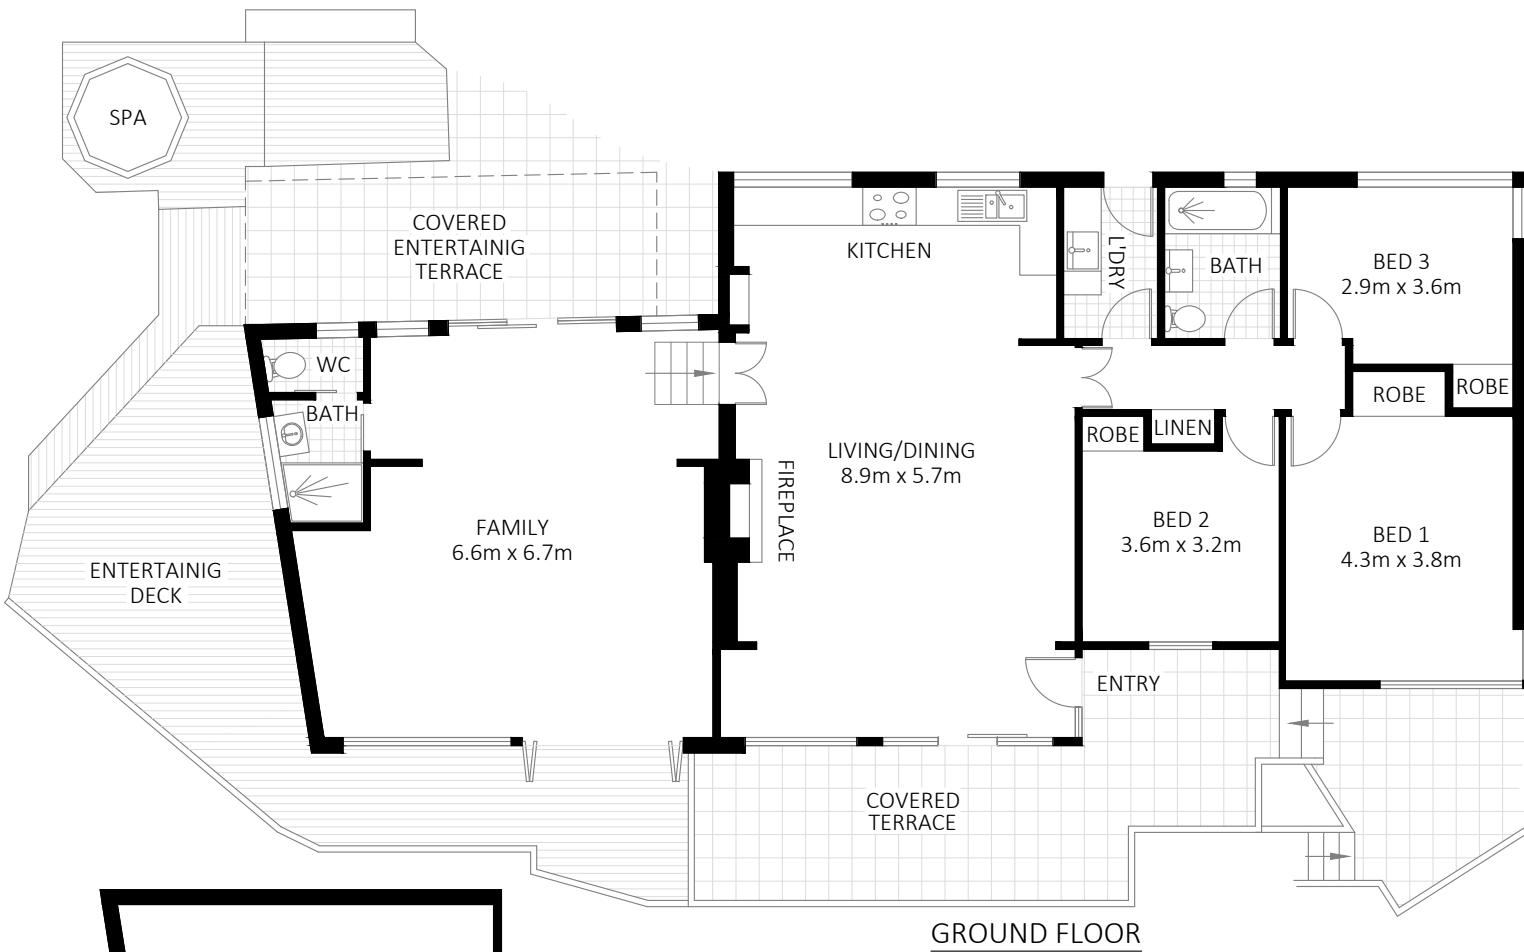 SPA
COVERED
ENTERTAINIG
TERRACE
KITCHEN
L'DRY
BATH
BED 3
2.9m x 3.6m
WC
BATH
ROBE
ROBE
ROBE
LINEN
LIVING/DINING
8.9m x 5.7m
FIREPLACE
FAMILY
6.6m x 6.7m
BED 2
3.6m x 3.2m
BED 1
4.3m x 3.8m
ENTERTAINIG
DECK
ENTRY
COVERED
TERRACE
GROUND FLOOR